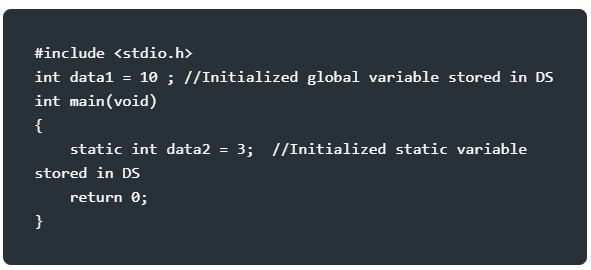 #include <stdio.h>
int data1 = 10 ; //Initialized global variable stored in DS
int main(void)
{
    static int data2 = 3;  //Initialized static variable
stored in DS
    return 0;
}